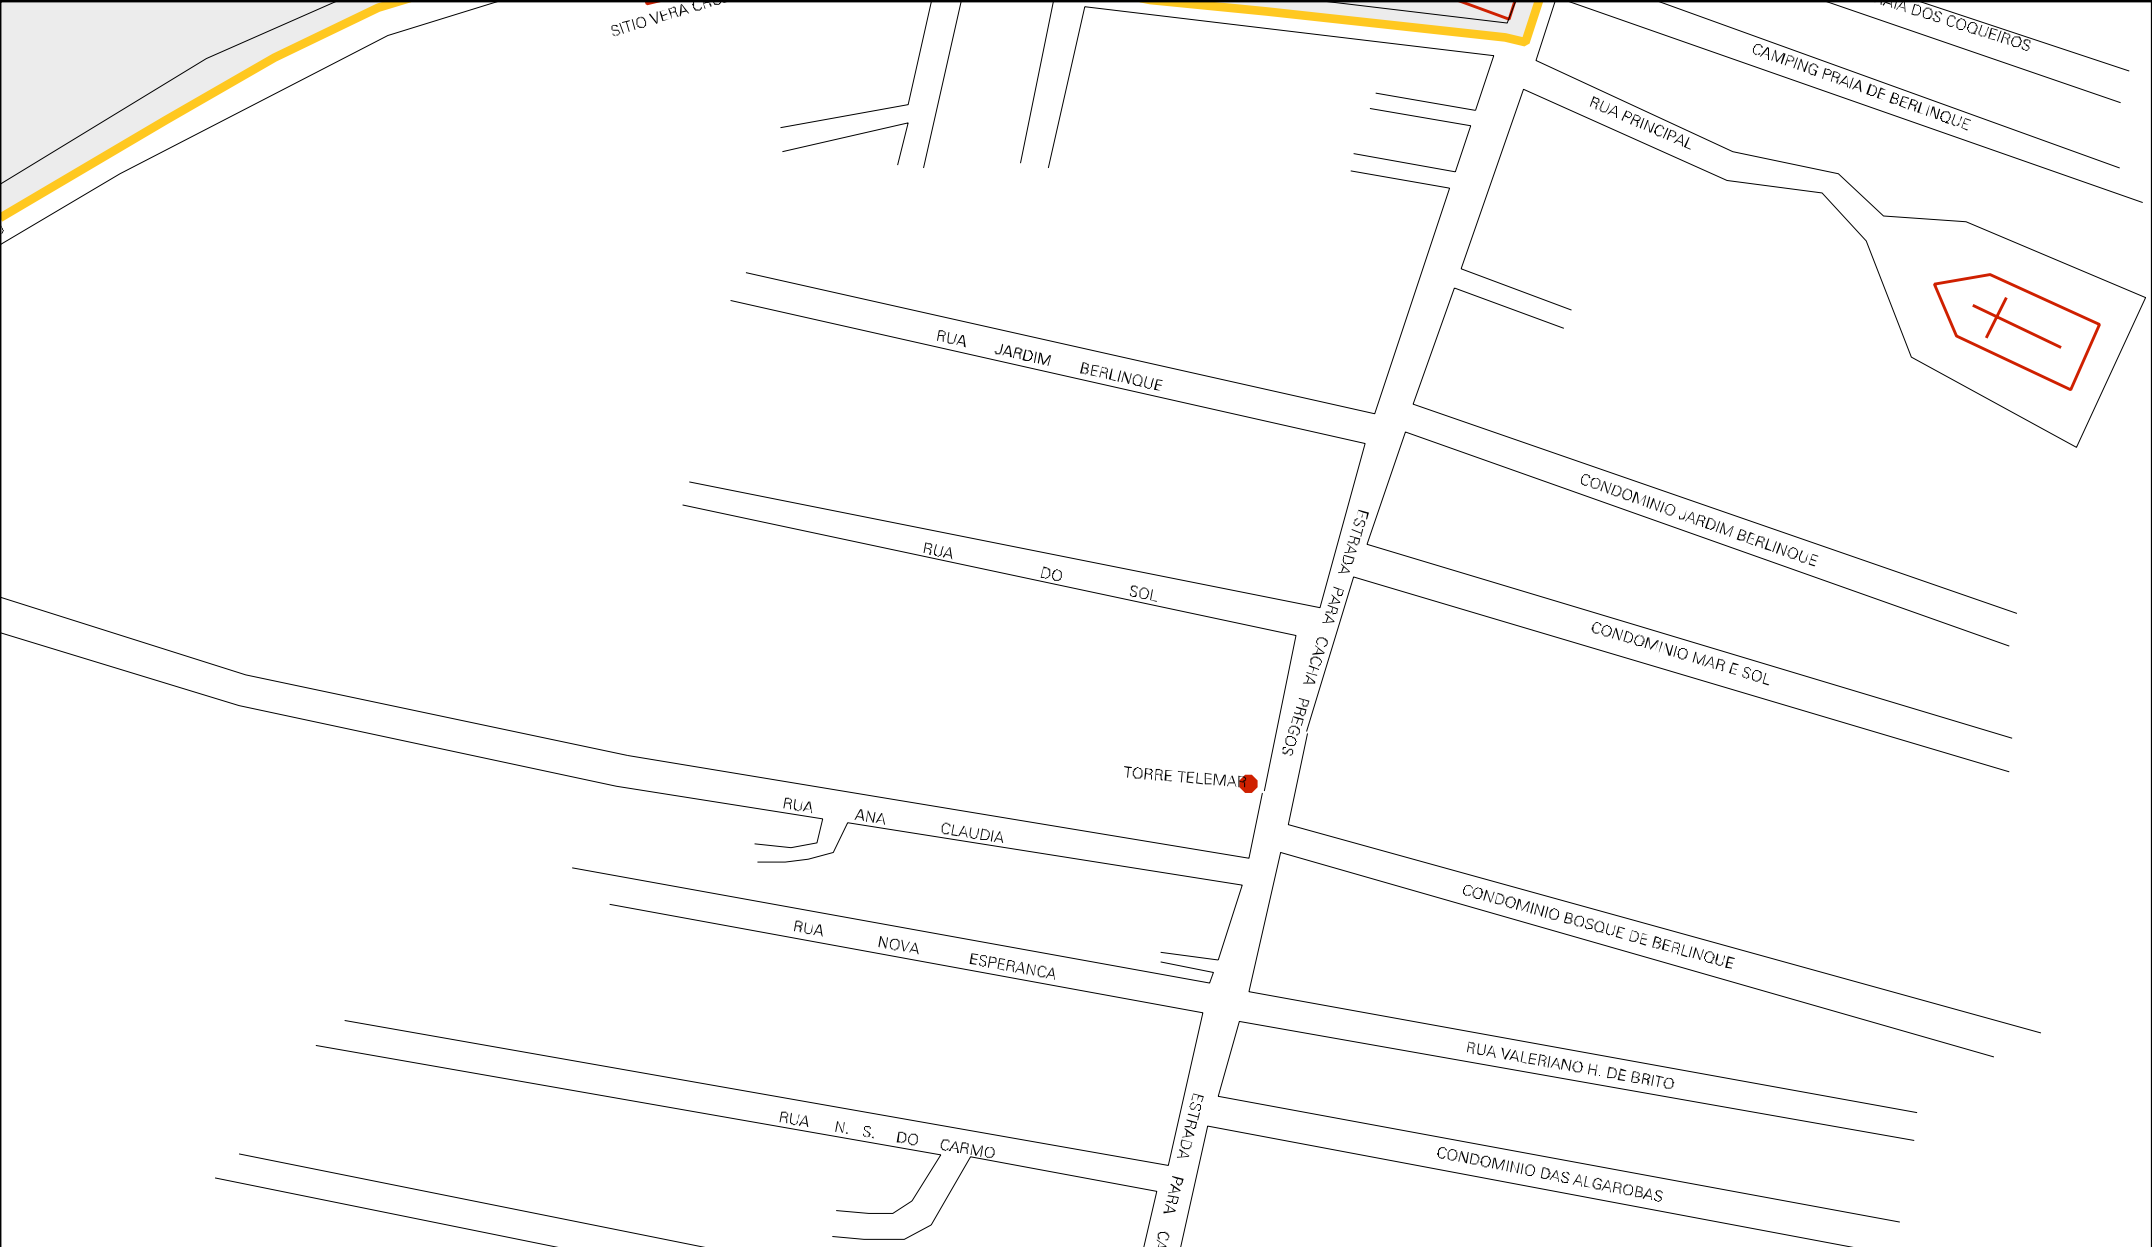 SITIO VERA
DOS COQUEIROS
CAMPING PRAIA DE BERLINQUE
RUA PRINCIPAL
RUA JARDIM BERLINQUE
CONDOMINIO JARDIM BERLINQUE
ESTRADA PARA CACHA PREGOS
RUA DO SOL
CONDOMINIO MAR E SOL
TORRE TELEMAR
RUA ANA CLAUDIA
CONDOMINIO BOSQUE DE BERLINQUE
RUA NOVA ESPERANCA
RUA VALERIANO H. DE BRITO
ESTRADA PARA CA
RUA N. S. DO CARMO
CONDOMINIO DAS ALGAROBAS